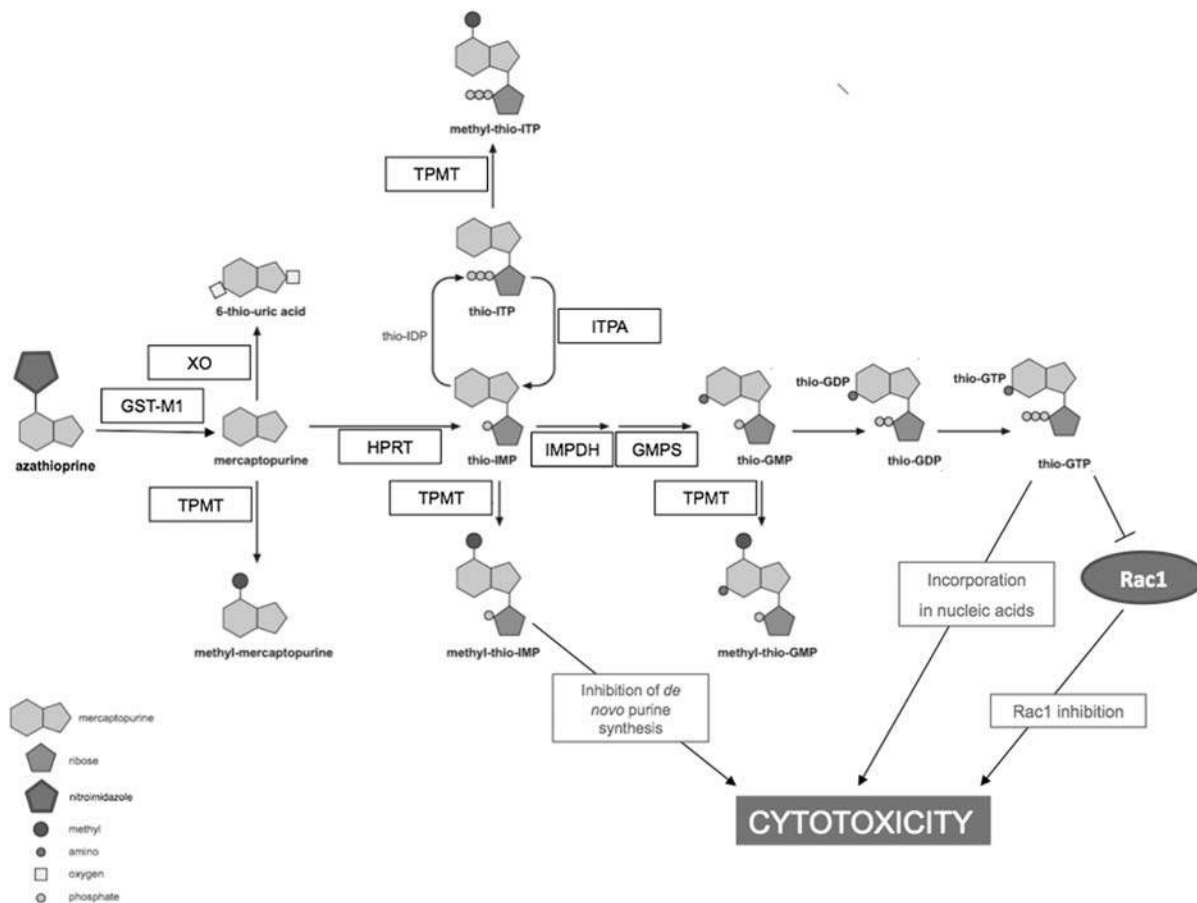 methyl-thio-ITP
TPMT
thio-ITP
6-thio-uric acid
thio-IDP
ITPA
XO
GST-M1
azathioprine
mercaptopurine
HPRT
thio-IMP
IMPDH
GMPS
thio-GMP
thio-GDP
thio-GDP
thio-GTP
thio-GTP
TPMT
TPMT
TPMT
methyl-mercaptopurine
methyl-thio-IMP
methyl-thio-GMP
Incorporation
in nucleic acids
Rac1
Inhibition of de
novo purine
synthesis
Rac1 inhibition
CYTOTOXICITY
mercaptopurine
ribose
nitroimidazole
methyl
amino
oxygen
phosphate